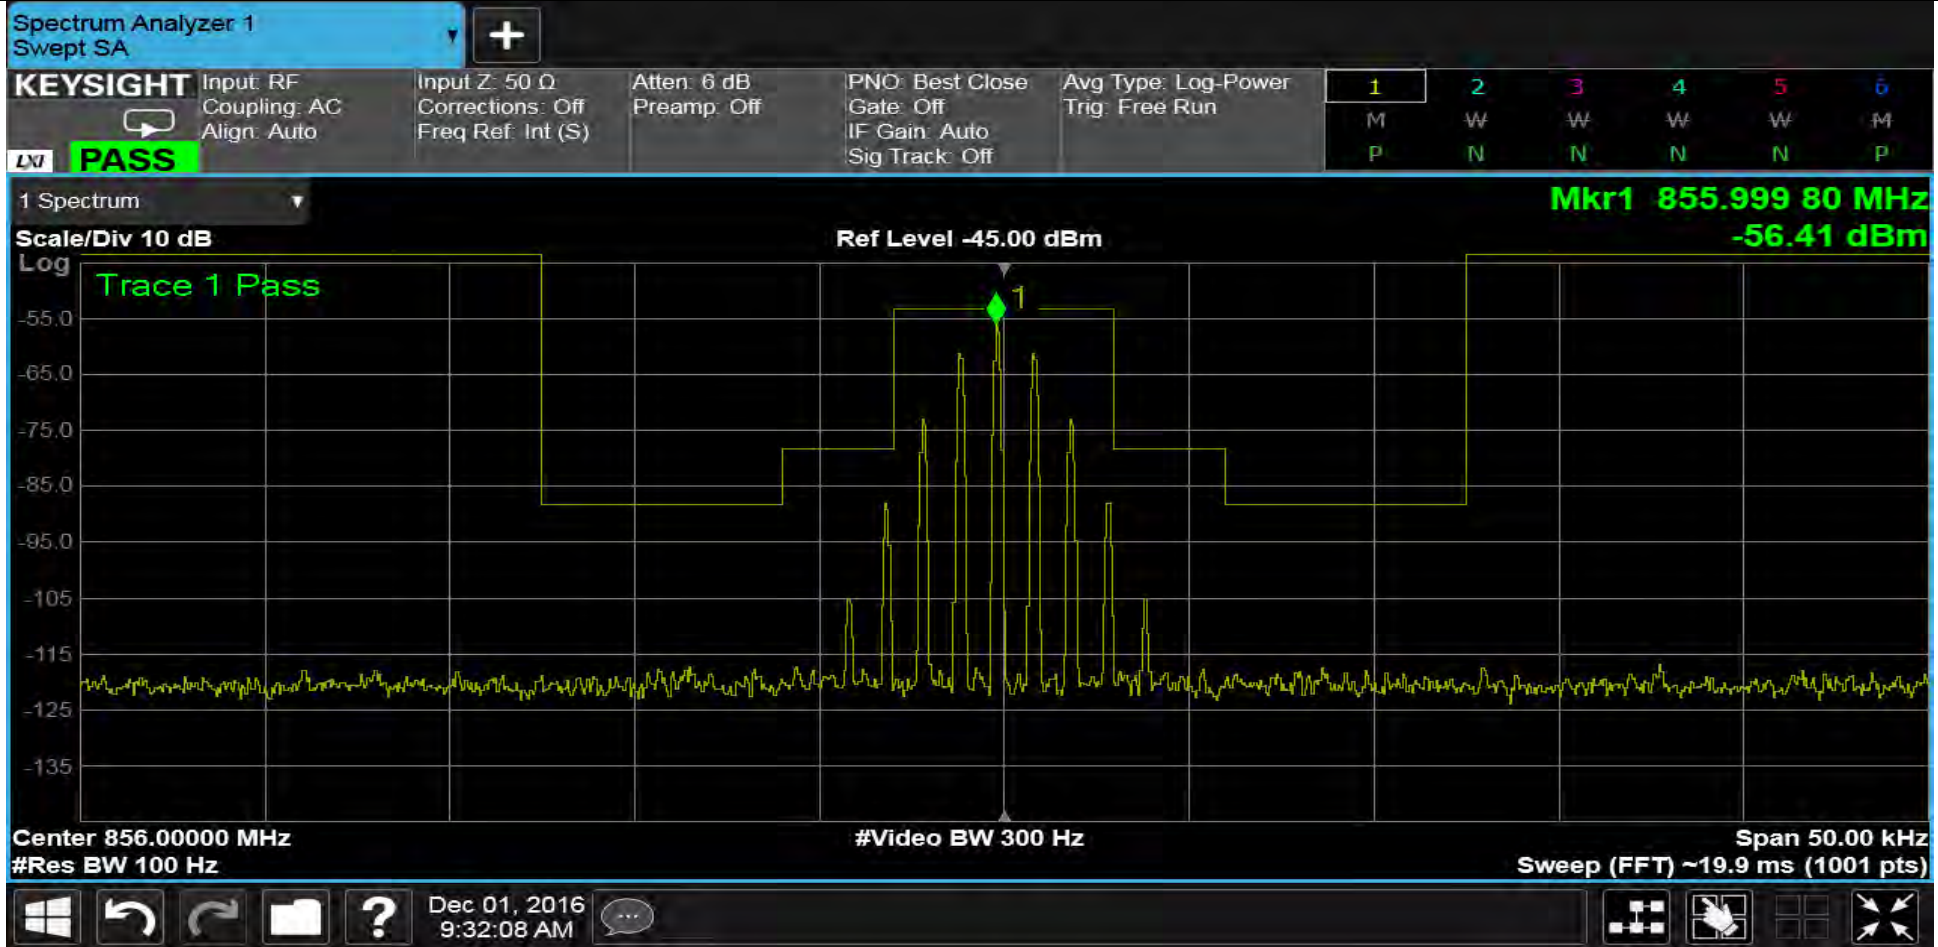 Spectrum Analyzer 1
Swept SA
KEYSIGHT
LXI
PASS
Input: RF
Coupling: AC
Align: Auto
Input Z: 50 Ω
Corrections: Off
Freq Ref: Int (S)
Atten: 6 dB
Preamp: Off
PNO: Best Close
Gate: Off
IF Gain: Auto
Sig Track: Off
Avg Type: Log-Power
Trig: Free Run
1 2 3 4 5 6
M W W W W M
P N N N N P
1 Spectrum
Mkr1 855.999 80 MHz
-56.41 dBm
Scale/Div 10 dB
Ref Level -45.00 dBm
Log
Trace 1 Pass
1
-55.0
-65.0
-75.0
-85.0
-95.0
-105
-115
-125
-135
Center 856.00000 MHz
#Video BW 300 Hz
Span 50.00 kHz
#Res BW 100 Hz
Sweep (FFT) ~19.9 ms (1001 pts)
?
Dec 01, 2016
9:32:08 AM